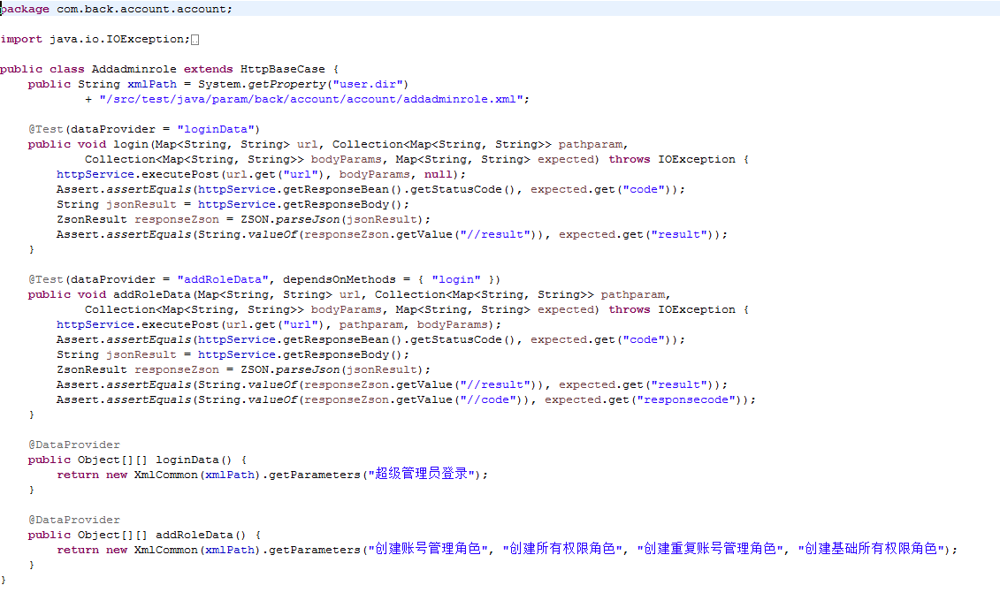 package com.back.account.account;
import java.io.IOException;
public class Addadminrole extends HttpBaseCase {
public String xmlPath = System.getProperty("user.dir")
+ "/src/test/java/param/back/account/account/addadminrole.xml";
@Test(dataProvider = "loginData")
public void login(Map<String, String> url, Collection<Map<String, String>> pathparam,
Collection<Map<String, String>> bodyParams, Map<String, String> expected) throws IOException {
httpService.executePost(url.get("url"), bodyParams, null);
Assert.assertEquals(httpService.getResponseBean().getStatusCode(), expected.get("code"));
String jsonResult = httpService.getResponseBody();
ZsonResult responseZson = ZSON.parseJson(jsonResult);
Assert.assertEquals(String.valueOf(responseZson.getValue("//result")), expected.get("result"));
}
@Test(dataProvider = "addRoleData", dependsOnMethods = { "login" })
public void addRoleData(Map<String, String> url, Collection<Map<String, String>> pathparam,
Collection<Map<String, String>> bodyParams, Map<String, String> expected) throws IOException {
httpService.executePost(url.get("url"), pathparam, bodyParams);
Assert.assertEquals(httpService.getResponseBean().getStatusCode(), expected.get("code"));
String jsonResult = httpService.getResponseBody();
ZsonResult responseZson = ZSON.parseJson(jsonResult);
Assert.assertEquals(String.valueOf(responseZson.getValue("//result")), expected.get("result"));
Assert.assertEquals(String.valueOf(responseZson.getValue("//code")), expected.get("responsecode"));
}
@DataProvider
public Object[][] loginData() {
return new XmlCommon(xmlPath).getParameters("超级管理员登录");
}
@DataProvider
public Object[][] addRoleData() {
return new XmlCommon(xmlPath).getParameters("创建账号管理角色", "创建所有权限角色", "创建重复账号管理角色", "创建基础所有权限角色");
}
}